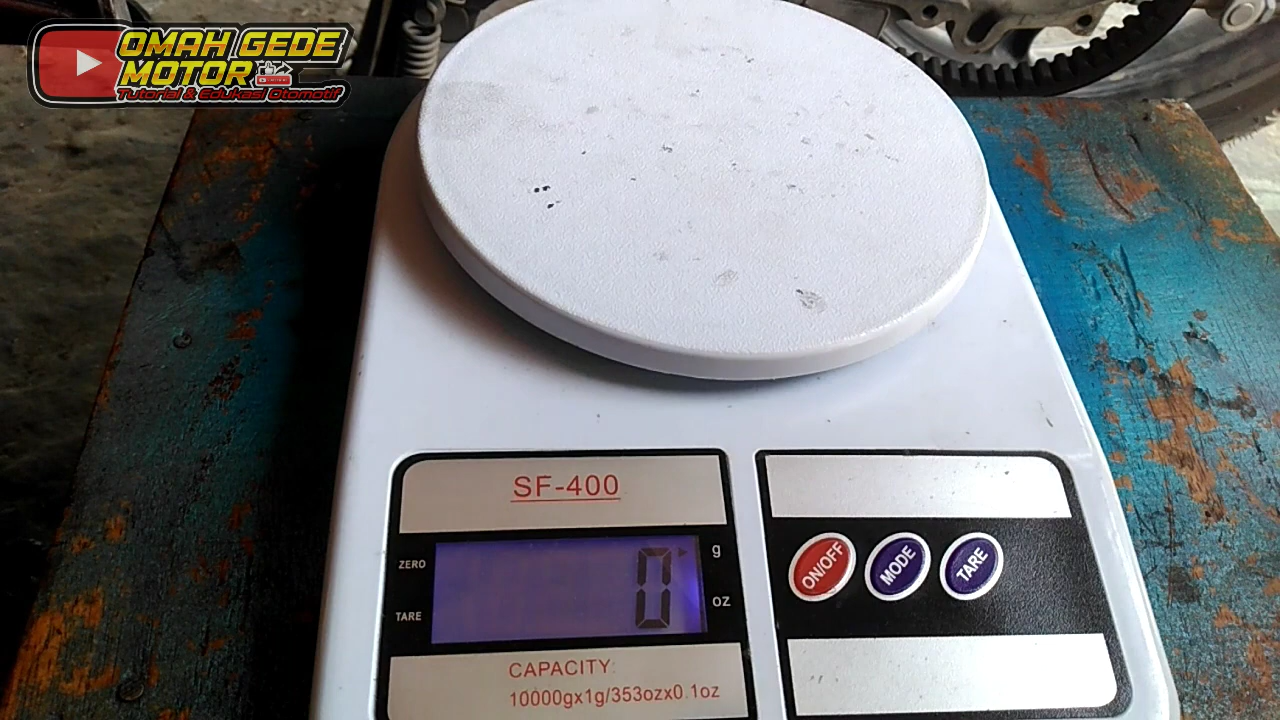 OMAH GEDE
MOTOR
Tutorial & Edukasi Otomotif
SF-400
ZERO
TARE
0
g
oz
ON/OFF
MODE
TARE
CAPACITY:
10000gx1g/353ozx0.1oz